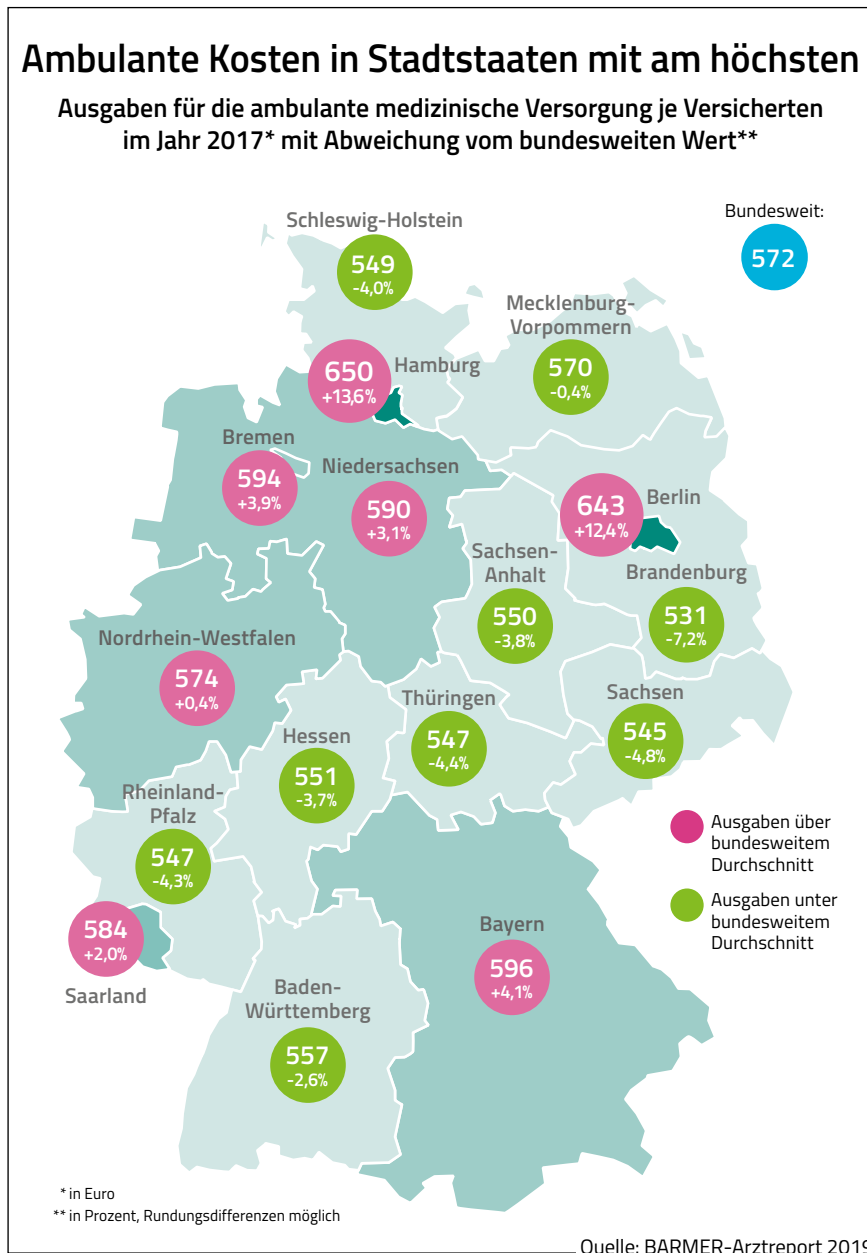 Ambulante Kosten in Stadtstaaten mit am höchsten
Ausgaben für die ambulante medizinische Versorgung je Versicherten
im Jahr 2017* mit Abweichung vom bundesweiten Wert**
Bundesweit:
572
Schleswig-Holstein
549
-4,0%
Mecklenburg-
Vorpommern
570
-0,4%
Hamburg
650
+13,6%
Bremen
594
+3,9%
Niedersachsen
590
+3,1%
Berlin
643
+12,4%
Sachsen-
Anhalt
550
-3,8%
Brandenburg
531
-7,2%
Nordrhein-Westfalen
574
+0,4%
Hessen
551
-3,7%
Thüringen
547
-4,4%
Sachsen
545
-4,8%
Rheinland-
Pfalz
547
-4,3%
584
+2,0%
Saarland
Bayern
596
+4,1%
Baden-
Württemberg
557
-2,6%
Ausgaben über
bundesweitem
Durchschnitt
Ausgaben unter
bundesweitem
Durchschnitt
* in Euro
** in Prozent, Rundungsdifferenzen möglich
Quelle: BARMER-Arztreport 2019